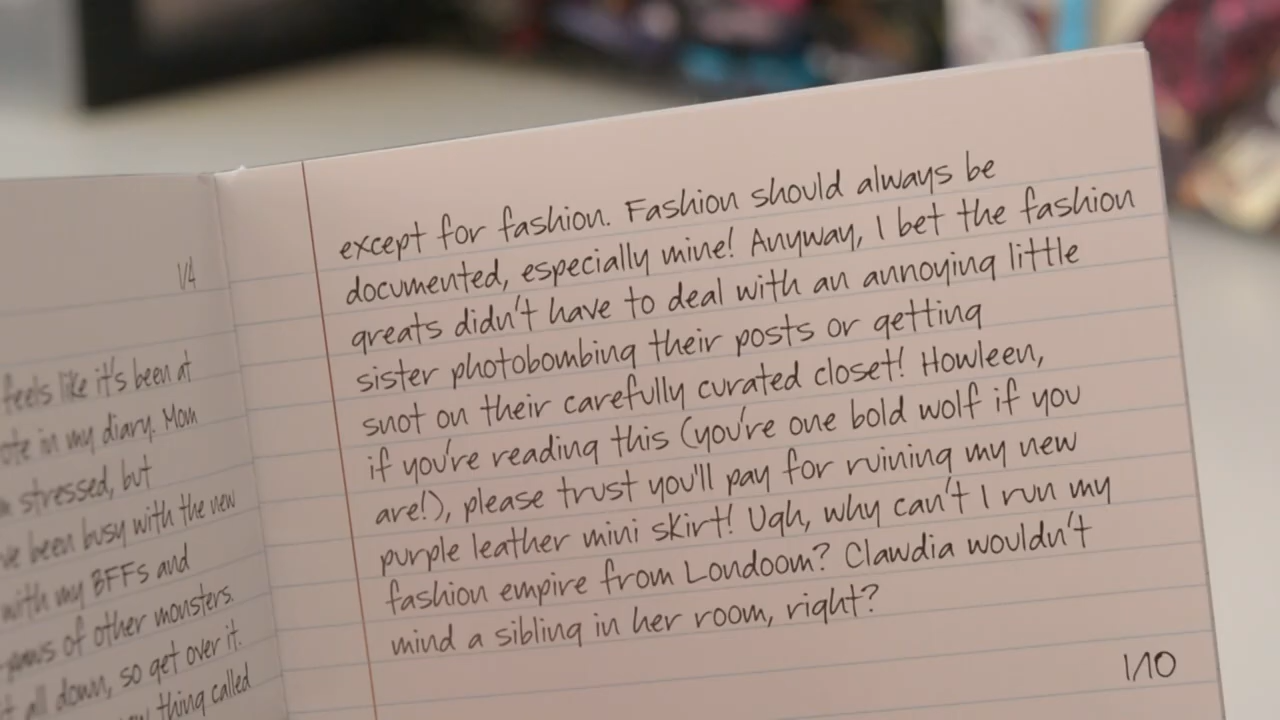 1/4
feels like it's been at
ote in my diary. Mom
stressed, but
ve been busy with the new
with my BFFs and
paws of other monsters.
all down, so get over it.
thing called
except for fashion. Fashion should always be
documented, especially mine! Anyway, I bet the fashion
greats didn't have to deal with an annoying little
sister photobombing their posts or getting
snot on their carefully curated closet! Howleen,
if you're reading this (you're one bold wolf if you
are!), please trust you'll pay for ruining my new
purple leather mini skirt! Ugh, why can't I run my
fashion empire from Londoom? Clawdia wouldn't
mind a sibling in her room, right?
1/10